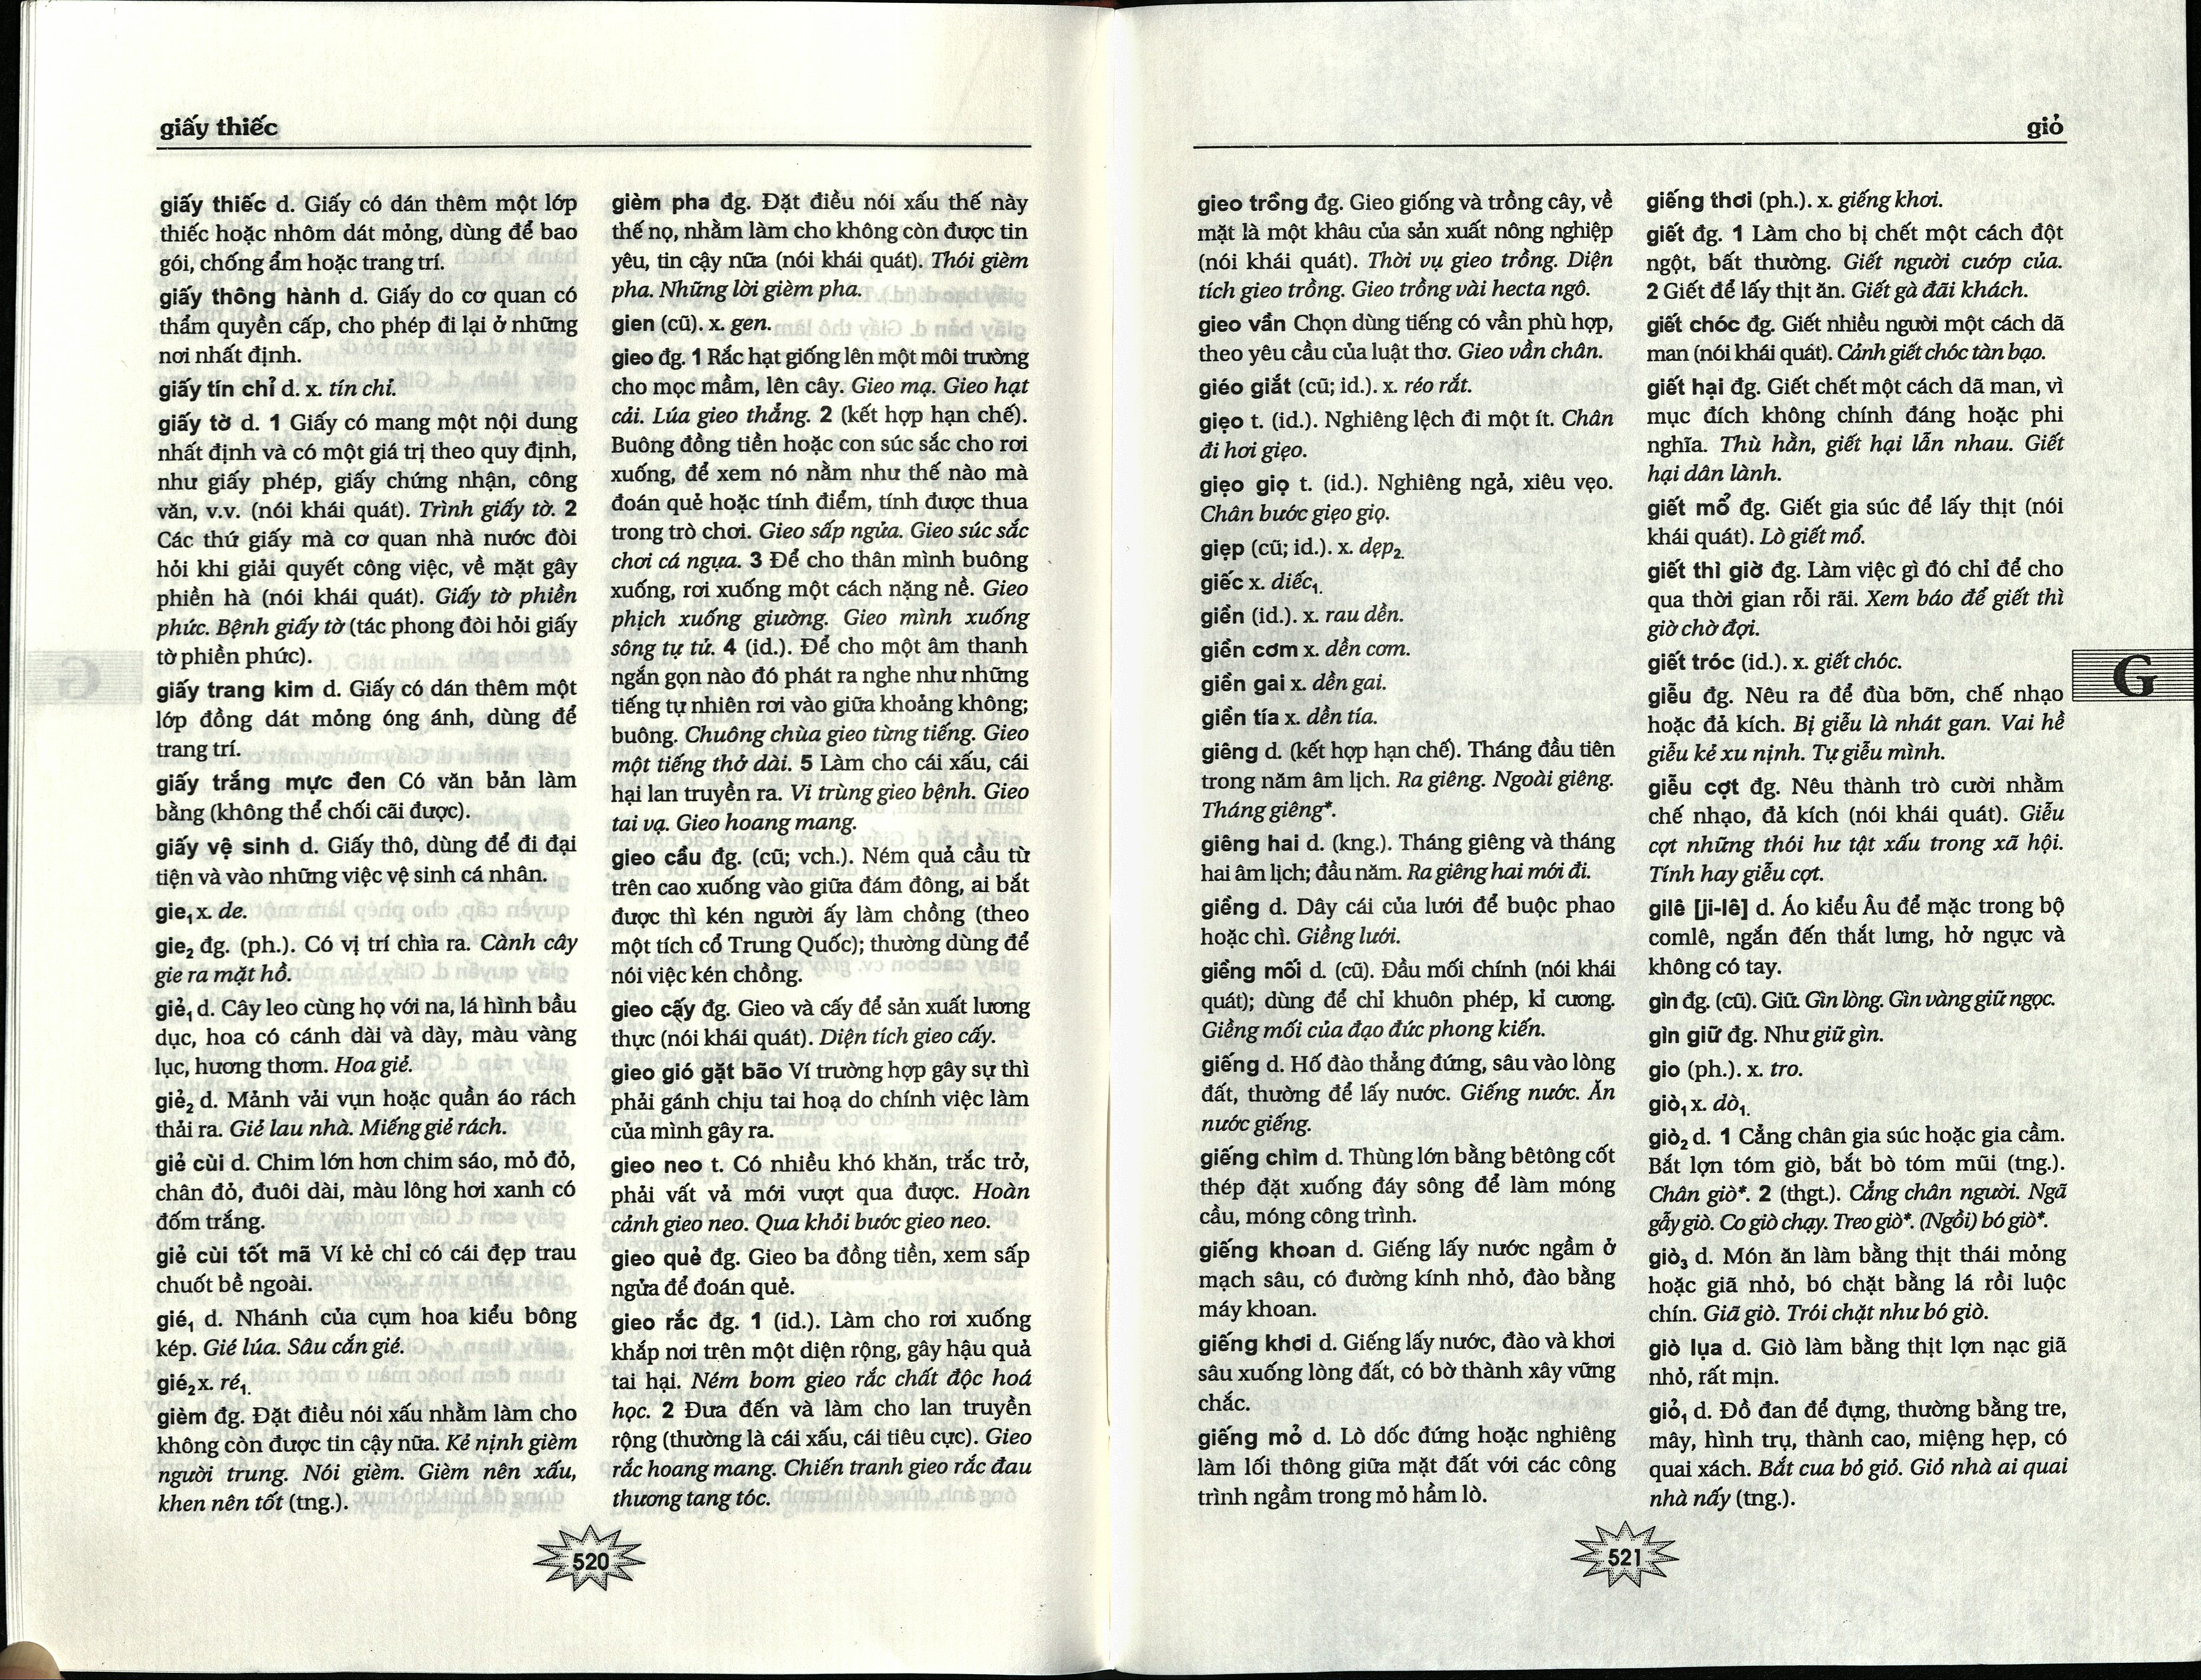 giấy thiếc
giấy thiếc d. Giấy có dán thêm một lớp
thiếc hoặc nhôm dát mỏng, dùng để bao
gói, chống ẩm hoặc trang trí.
giấy thông hành d. Giấy do cơ quan có
thẩm quyền cấp, cho phép đi lại ở những
nơi nhất định.
giấy tín chỉ d. x. tín chỉ.
giấy tờ d. 1 Giấy có mang một nội dung
nhất định và có một giá trị theo quy định,
như giấy phép, giấy chứng nhận, công
văn, v.v. (nói khái quát). Trình giấy tờ. 2
Các thứ giấy mà cơ quan nhà nước đòi
hỏi khi giải quyết công việc, về mặt gây
phiền hà (nói khái quát). Giấy tờ phiền
phức. Bệnh giấy tờ (tác phong đòi hỏi giấy
tờ phiền phức).
giấy trang kim d. Giấy có dán thêm một
lớp đồng dát mỏng óng ánh, dùng để
trang trí.
giấy trắng mực đen Có văn bản làm
bằng (không thể chối cãi được).
giấy vệ sinh d. Giấy thô, dùng để đi đại
tiện và vào những việc vệ sinh cá nhân.
gie₁ x. de.
gie₂ đg. (ph.). Có vị trí chìa ra. Cành cây
gie ra mặt hồ.
giẻ₁ d. Cây leo cùng họ với na, lá hình bầu
dục, hoa có cánh dài và dày, màu vàng
lục, hương thơm. Hoa giẻ.
giẻ₂ d. Mảnh vải vụn hoặc quần áo rách
thải ra. Giẻ lau nhà. Miếng giẻ rách.
giẻ cùi d. Chim lớn hơn chim sáo, mỏ đỏ,
chân đỏ, đuôi dài, màu lông hơi xanh có
đốm trắng.
giẻ cùi tốt mã Ví kẻ chỉ có cái đẹp trau
chuốt bề ngoài.
gié₁ d. Nhánh của cụm hoa kiểu bông
kép. Gié lúa. Sâu cắn gié.
gié₂ x. ré₁.
gièm đg. Đặt điều nói xấu nhằm làm cho
không còn được tin cậy nữa. Kẻ nịnh gièm
người trung. Nói gièm. Gièm nên xấu,
khen nên tốt (tng.).
gièm pha đg. Đặt điều nói xấu thế này
thế nọ, nhằm làm cho không còn được tin
yêu, tin cậy nữa (nói khái quát). Thói gièm
pha. Những lời gièm pha.
gien (cũ). x. gen.
gieo đg. 1 Rắc hạt giống lên một môi trường
cho mọc mầm, lên cây. Gieo mạ. Gieo hạt
cải. Lúa gieo thẳng. 2 (kết hợp hạn chế).
Buông đồng tiền hoặc con súc sắc cho rơi
xuống, để xem nó nằm như thế nào mà
đoán quẻ hoặc tính điểm, tính được thua
trong trò chơi. Gieo sấp ngửa. Gieo súc sắc
chơi cá ngựa. 3 Để cho thân mình buông
xuống, rơi xuống một cách nặng nề. Gieo
phịch xuống giường. Gieo mình xuống
sông tự tử. 4 (id.). Để cho một âm thanh
ngắn gọn nào đó phát ra nghe như những
tiếng tự nhiên rơi vào giữa khoảng không;
buông. Chuông chùa gieo từng tiếng. Gieo
một tiếng thở dài. 5 Làm cho cái xấu, cái
hại lan truyền ra. Vi trùng gieo bệnh. Gieo
tai vạ. Gieo hoang mang.
gieo cầu đg. (cũ; vch.). Ném quả cầu từ
trên cao xuống vào giữa đám đông, ai bắt
được thì kén người ấy làm chồng (theo
một tích cổ Trung Quốc); thường dùng để
nói việc kén chồng.
gieo cấy đg. Gieo và cấy để sản xuất lương
thực (nói khái quát). Diện tích gieo cấy.
gieo gió gặt bão Ví trường hợp gây sự thì
phải gánh chịu tai hoạ do chính việc làm
của mình gây ra.
gieo neo t. Có nhiều khó khăn, trắc trở,
phải vất vả mới vượt qua được. Hoàn
cảnh gieo neo. Qua khỏi bước gieo neo.
gieo quẻ đg. Gieo ba đồng tiền, xem sấp
ngửa để đoán quẻ.
gieo rắc đg. 1 (id.). Làm cho rơi xuống
khắp nơi trên một diện rộng, gây hậu quả
tai hại. Ném bom gieo rắc chất độc hoá
học. 2 Đưa đến và làm cho lan truyền
rộng (thường là cái xấu, cái tiêu cực). Gieo
rắc hoang mang. Chiến tranh gieo rắc đau
thương tang tóc.
520
giỏ
gieo trồng đg. Gieo giống và trồng cây, về
mặt là một khâu của sản xuất nông nghiệp
(nói khái quát). Thời vụ gieo trồng. Diện
tích gieo trồng. Gieo trồng vài hecta ngô.
gieo vần Chọn dùng tiếng có vần phù hợp,
theo yêu cầu của luật thơ. Gieo vần chân.
giéo giắt (cũ; id.). x. réo rắt.
giẹo t. (id.). Nghiêng lệch đi một ít. Chân
đi hơi giẹo.
giẹo giọ t. (id.). Nghiêng ngả, xiêu vẹo.
Chân bước giẹo giọ.
giẹp (cũ; id.). x. dẹp₂.
giếc x. diếc₁.
giền (id.). x. rau dền.
giền cơm x. dền cơm.
giền gai x. dền gai.
giền tía x. dền tía.
giêng d. (kết hợp hạn chế). Tháng đầu tiên
trong năm âm lịch. Ra giêng. Ngoài giêng.
Tháng giêng*.
giêng hai d. (kng.). Tháng giêng và tháng
hai âm lịch; đầu năm. Ra giêng hai mới đi.
giềng d. Dây cái của lưới để buộc phao
hoặc chì. Giềng lưới.
giềng mối d. (cũ). Đầu mối chính (nói khái
quát); dùng để chỉ khuôn phép, kỉ cương.
Giềng mối của đạo đức phong kiến.
giếng d. Hố đào thẳng đứng, sâu vào lòng
đất, thường để lấy nước. Giếng nước. Ăn
nước giếng.
giếng chìm d. Thùng lớn bằng bêtông cốt
thép đặt xuống đáy sông để làm móng
cầu, móng công trình.
giếng khoan d. Giếng lấy nước ngầm ở
mạch sâu, có đường kính nhỏ, đào bằng
máy khoan.
giếng khơi d. Giếng lấy nước, đào và khơi
sâu xuống lòng đất, có bờ thành xây vững
chắc.
giếng mỏ d. Lò dốc đứng hoặc nghiêng
làm lối thông giữa mặt đất với các công
trình ngầm trong mỏ hầm lò.
giếng thơi (ph.). x. giếng khơi.
giết đg. 1 Làm cho bị chết một cách đột
ngột, bất thường. Giết người cướp của.
2 Giết để lấy thịt ăn. Giết gà đãi khách.
giết chóc đg. Giết nhiều người một cách dã
man (nói khái quát). Cảnh giết chóc tàn bạo.
giết hại đg. Giết chết một cách dã man, vì
mục đích không chính đáng hoặc phi
nghĩa. Thù hằn, giết hại lẫn nhau. Giết
hại dân lành.
giết mổ đg. Giết gia súc để lấy thịt (nói
khái quát). Lò giết mổ.
giết thì giờ đg. Làm việc gì đó chỉ để cho
qua thời gian rỗi rãi. Xem báo để giết thì
giờ chờ đợi.
giết tróc (id.). x. giết chóc.
giễu đg. Nêu ra để đùa bỡn, chế nhạo
hoặc đả kích. Bị giễu là nhát gan. Vai hề
giễu kẻ xu nịnh. Tự giễu mình.
giễu cợt đg. Nêu thành trò cười nhằm
chế nhạo, đả kích (nói khái quát). Giễu
cợt những thói hư tật xấu trong xã hội.
Tính hay giễu cợt.
gilê [ji-lê] d. Áo kiểu Âu để mặc trong bộ
comlê, ngắn đến thắt lưng, hở ngực và
không có tay.
gìn đg. (cũ). Giữ. Gìn lòng. Gìn vàng giữ ngọc.
gìn giữ đg. Như giữ gìn.
gio (ph.). x. tro.
giò₁ x. dò₁.
giò₂ d. 1 Cẳng chân gia súc hoặc gia cầm.
Bắt lợn tóm giò, bắt bò tóm mũi (tng.).
Chân giò*. 2 (thgt.). Cẳng chân người. Ngã
gẫy giò. Co giò chạy. Treo giò*. (Ngồi) bó giò*.
giò₃ d. Món ăn làm bằng thịt thái mỏng
hoặc giã nhỏ, bó chặt bằng lá rồi luộc
chín. Giã giò. Trói chặt như bó giò.
giò lụa d. Giò làm bằng thịt lợn nạc giã
nhỏ, rất mịn.
giỏ₁ d. Đồ đan để đựng, thường bằng tre,
mây, hình trụ, thành cao, miệng hẹp, có
quai xách. Bắt cua bỏ giỏ. Giỏ nhà ai quai
nhà nấy (tng.).
G
521